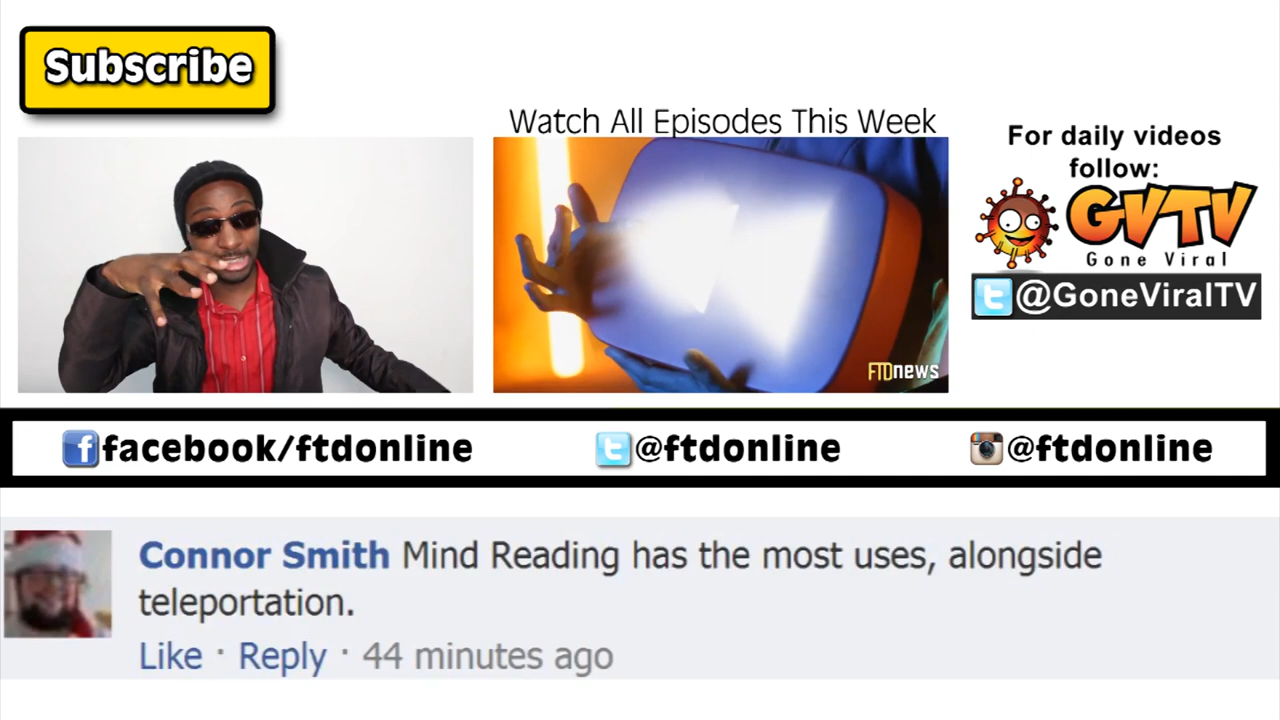 Subscribe
Watch All Episodes This Week
For daily videos
follow:
GVTV
Gone Viral
@GoneViralTV
FTDnews
facebook/ftdonline
@ftdonline
@ftdonline
Connor Smith Mind Reading has the most uses, alongside
teleportation.
Like · Reply · 44 minutes ago